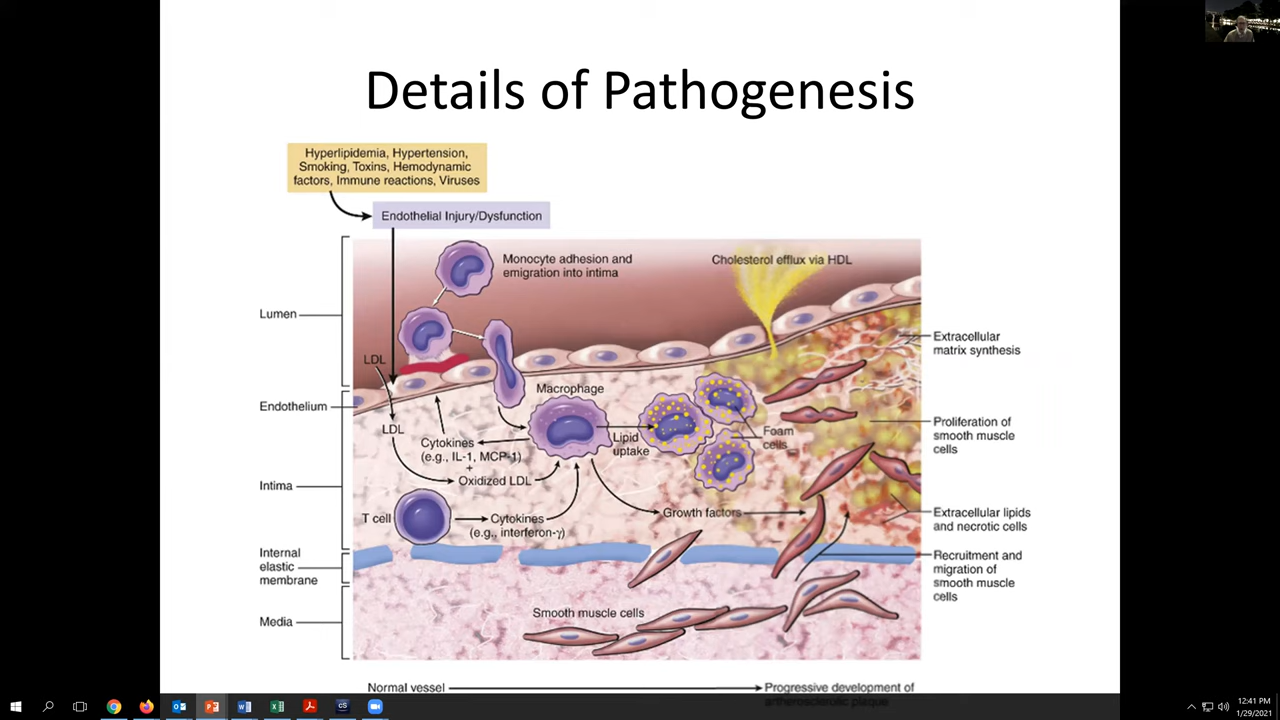 Details of Pathogenesis
Hyperlipidemia, Hypertension,
Smoking, Toxins, Hemodynamic
factors, Immune reactions, Viruses
Endothelial Injury/Dysfunction
Monocyte adhesion and
emigration into intima
Cholesterol efflux via HDL
Lumen
Extracellular
matrix synthesis
LDL
Macrophage
Endothelium
LDL
Cytokines
(e.g., IL-1, MCP-1)
+
Oxidized LDL
Lipid
uptake
Foam
cells
Proliferation of
smooth muscle
cells
Intima
T cell
Cytokines
(e.g., interferon-γ)
Growth factors
Extracellular lipids
and necrotic cells
Internal
elastic
membrane
Recruitment and
migration of
smooth muscle
cells
Media
Smooth muscle cells
Normal vessel
Progressive development of
atherosclerotic plaque
12:41 PM
1/29/2021